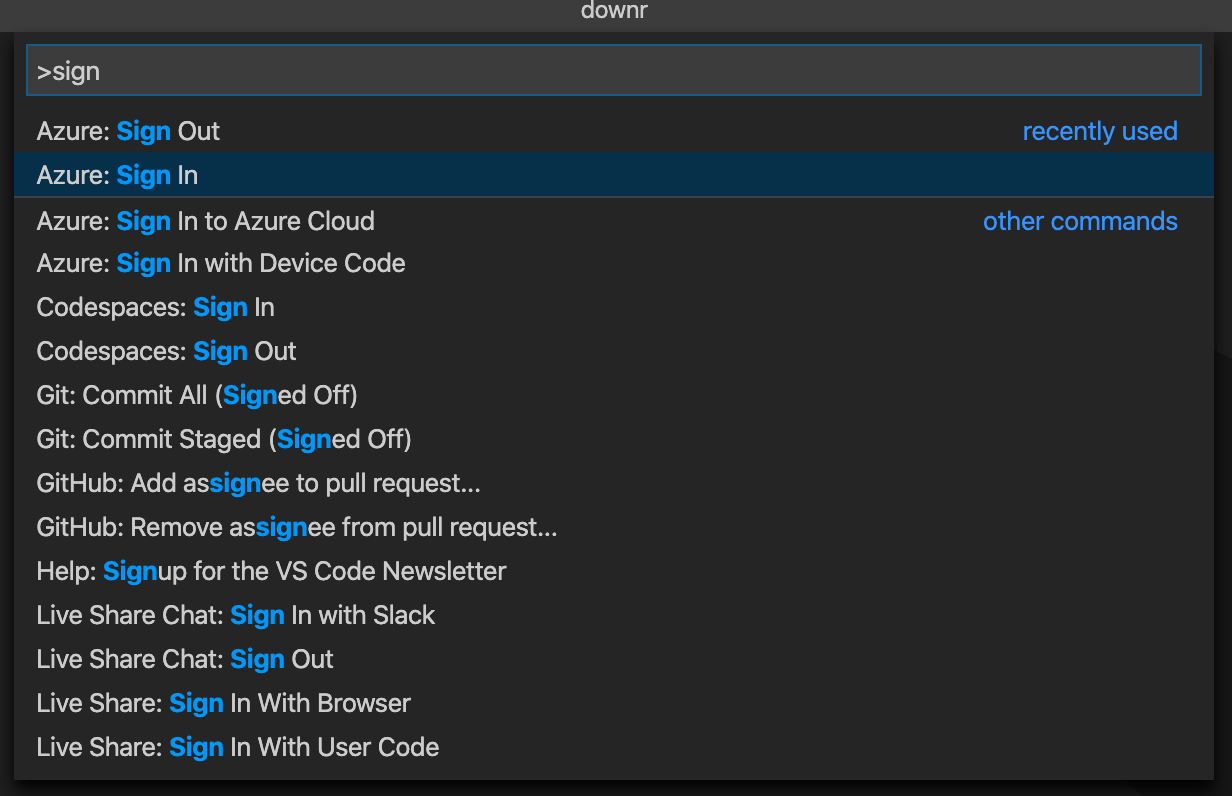 downr
>sign
Azure: Sign Out recently used
Azure: Sign In
Azure: Sign In to Azure Cloud other commands
Azure: Sign In with Device Code
Codespaces: Sign In
Codespaces: Sign Out
Git: Commit All (Signed Off)
Git: Commit Staged (Signed Off)
GitHub: Add assignee to pull request...
GitHub: Remove assignee from pull request...
Help: Signup for the VS Code Newsletter
Live Share Chat: Sign In with Slack
Live Share Chat: Sign Out
Live Share: Sign In With Browser
Live Share: Sign In With User Code